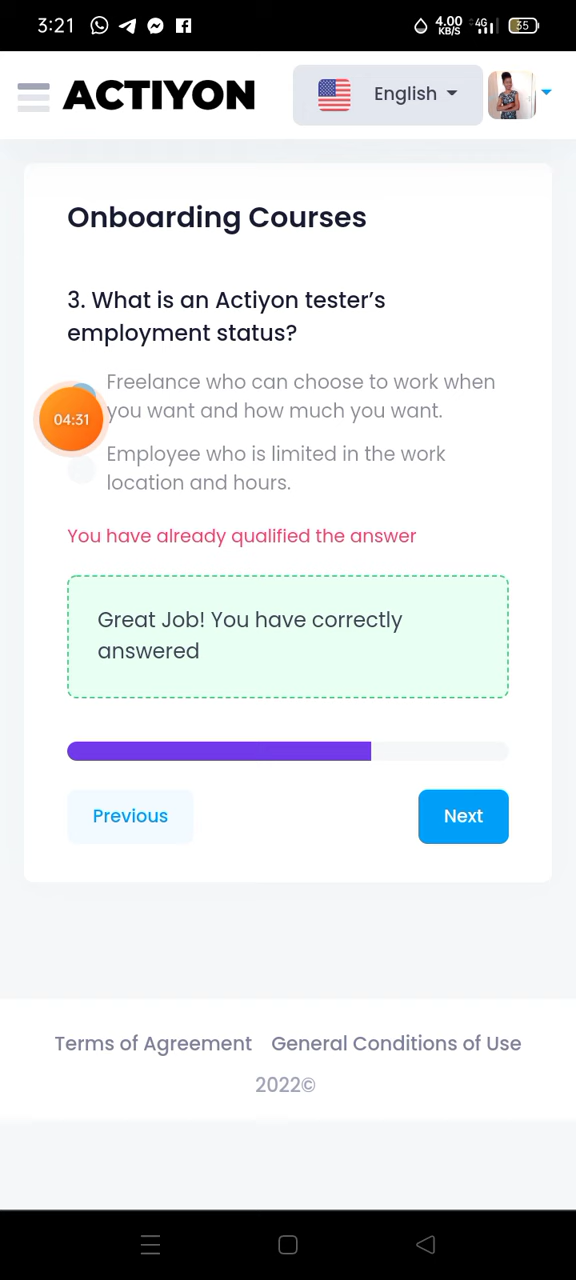 3:21
4.00
KB/S
4G
35
ACTIYON
English
Onboarding Courses
3. What is an Actiyon tester's
employment status?
Freelance who can choose to work when
you want and how much you want.
04:31
Employee who is limited in the work
location and hours.
You have already qualified the answer
Great Job! You have correctly
answered
Previous
Next
Terms of Agreement General Conditions of Use
2022©